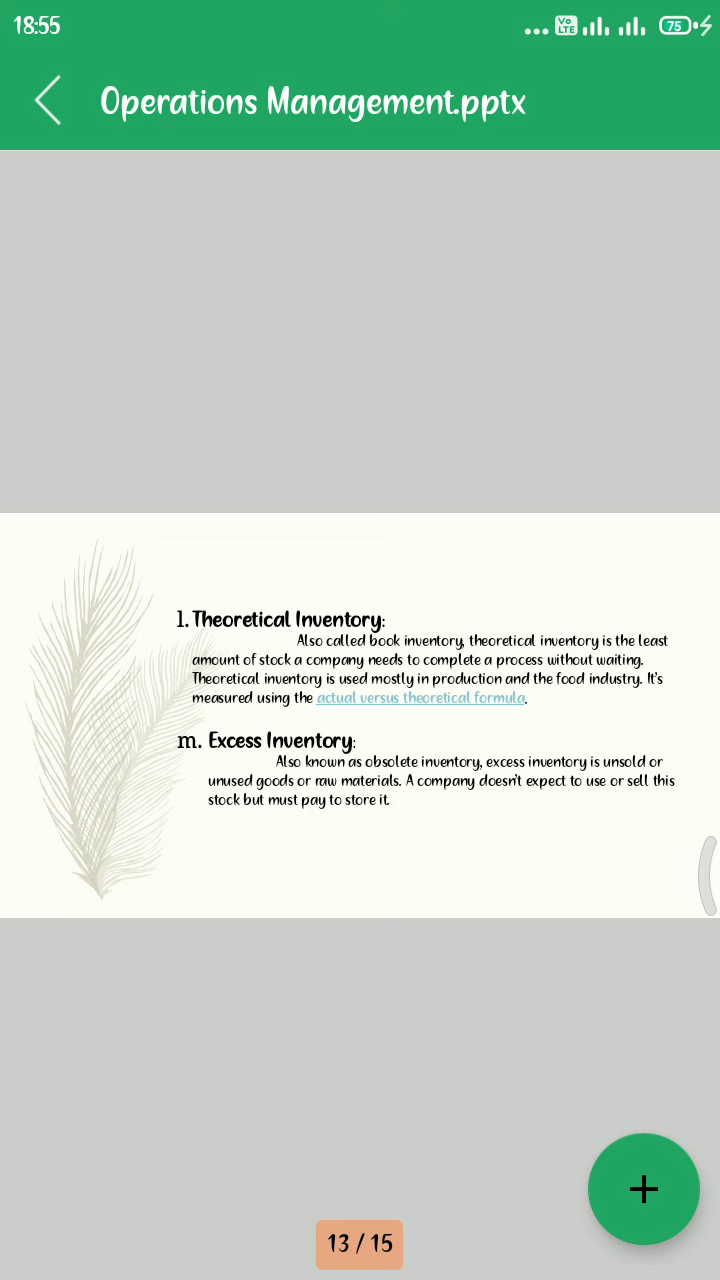 18:55
... Vo LTE 75
Operations Management.pptx
l. Theoretical Inventory:
Also called book inventory, theoretical inventory is the least
amount of stock a company needs to complete a process without waiting.
Theoretical inventory is used mostly in production and the food industry. It's
measured using the actual versus theoretical formula.
m. Excess Inventory:
Also known as obsolete inventory, excess inventory is unsold or
unused goods or raw materials. A company doesn't expect to use or sell this
stock but must pay to store it.
+
13 / 15